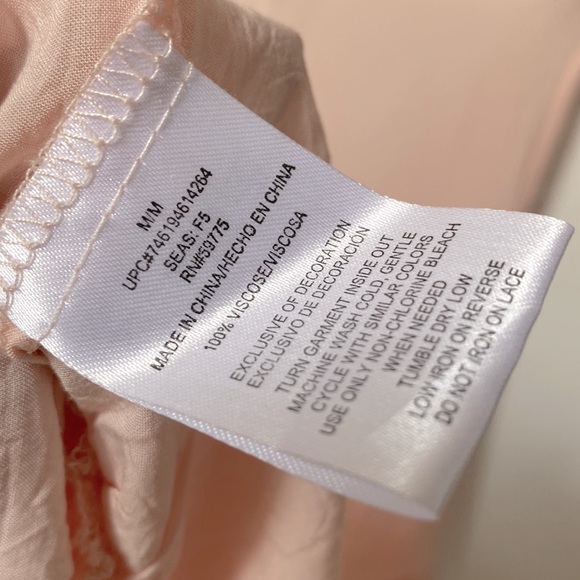 M/M
UPC#746194614264
SEAS: F5
RN#59775
MADE IN CHINA/HECHO EN CHINA
100% VISCOSE/VISCOSA
EXCLUSIVE OF DECORATION
EXCLUSIVO DE DECORACIÓN
TURN GARMENT INSIDE OUT
MACHINE WASH COLD, GENTLE
CYCLE WITH SIMILAR COLORS
USE ONLY NON-CHLORINE BLEACH
WHEN NEEDED
TUMBLE DRY LOW
LOW IRON ON REVERSE
DO NOT IRON ON LACE